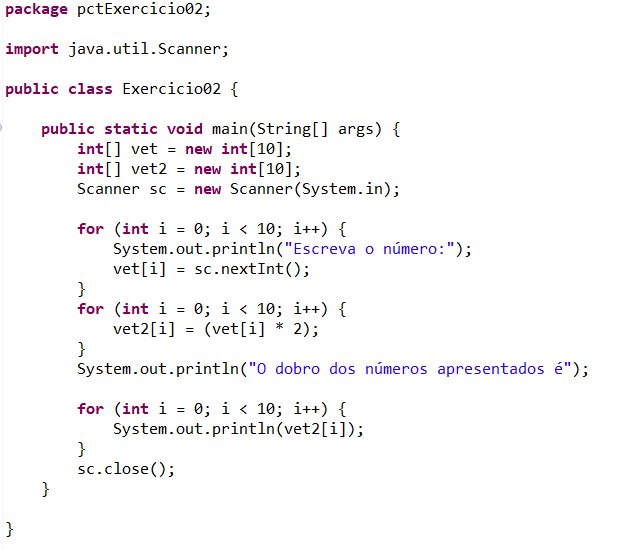 package pctExercicio02;
import java.util.Scanner;
public class Exercicio02 {
public static void main(String[] args) {
int[] vet = new int[10];
int[] vet2 = new int[10];
Scanner sc = new Scanner(System.in);
for (int i = 0; i < 10; i++) {
System.out.println("Escreva o número:");
vet[i] = sc.nextInt();
}
for (int i = 0; i < 10; i++) {
vet2[i] = (vet[i] * 2);
}
System.out.println("O dobro dos números apresentados é");
for (int i = 0; i < 10; i++) {
System.out.println(vet2[i]);
}
sc.close();
}
}